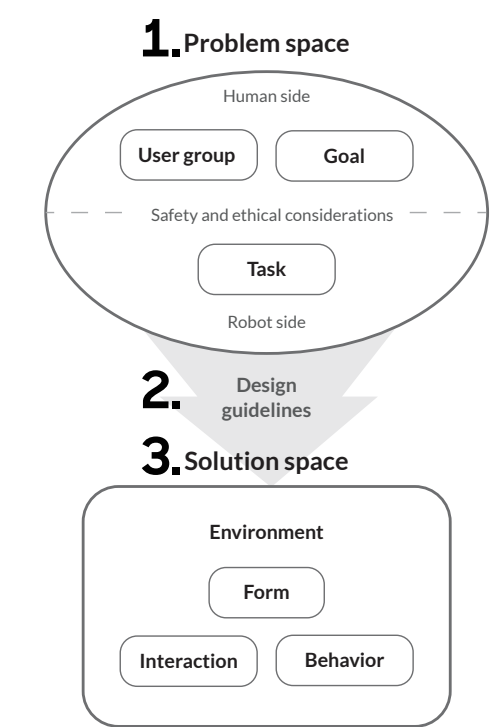 1. Problem space
Human side
User group
Goal
Safety and ethical considerations
Task
Robot side
2. Design
guidelines
3. Solution space
Environment
Form
Interaction
Behavior